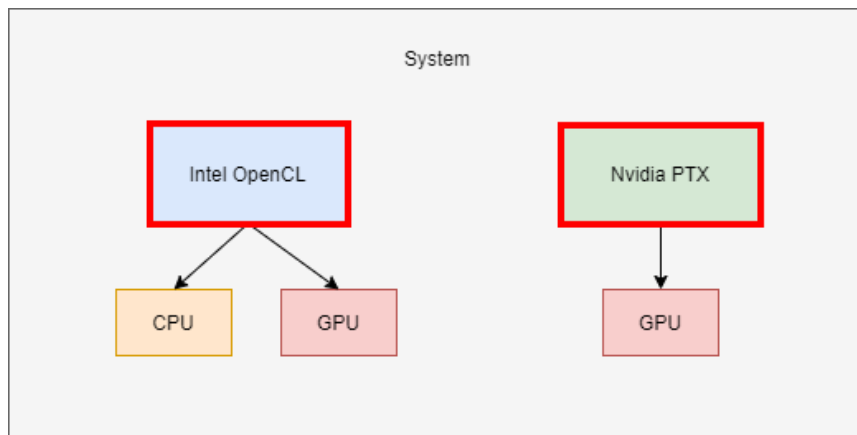 System
Intel OpenCL
Nvidia PTX
CPU
GPU
GPU